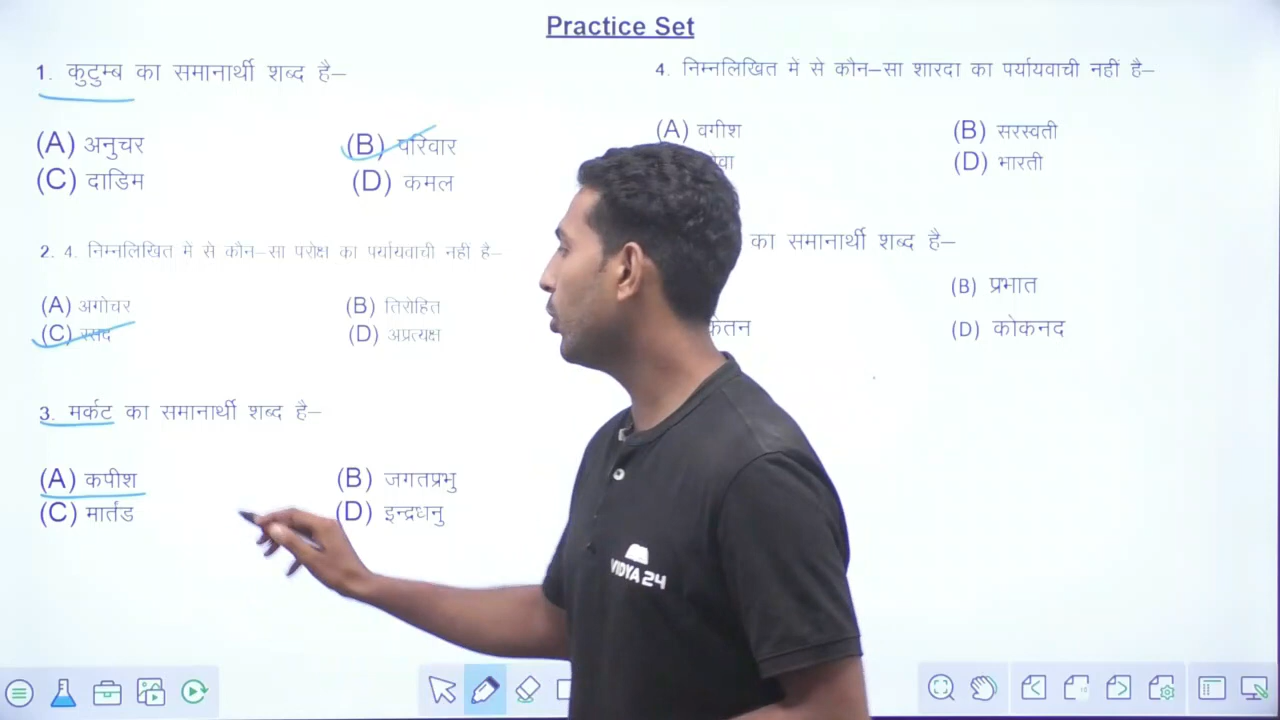 Practice Set
1. कुटुम्ब का समानार्थी शब्द है–
(A) अनुचर
(B) परिवार
(C) दाडिम
(D) कमल
2. 4. निम्नलिखित में से कौन–सा परोक्ष का पर्यायवाची नहीं है–
(A) अगोचर
(B) तिरोहित
(C) रसद
(D) अप्रत्यक्ष
3. मर्कट का समानार्थी शब्द है–
(A) कपीश
(B) जगतप्रभु
(C) मार्तंड
(D) इन्द्रधनु
4. निम्नलिखित में से कौन–सा शारदा का पर्यायवाची नहीं है–
(A) वगीश
(B) सरस्वती
(D) भारती
का समानार्थी शब्द है–
(B) प्रभात
(D) कोकनद
VIDYA 24